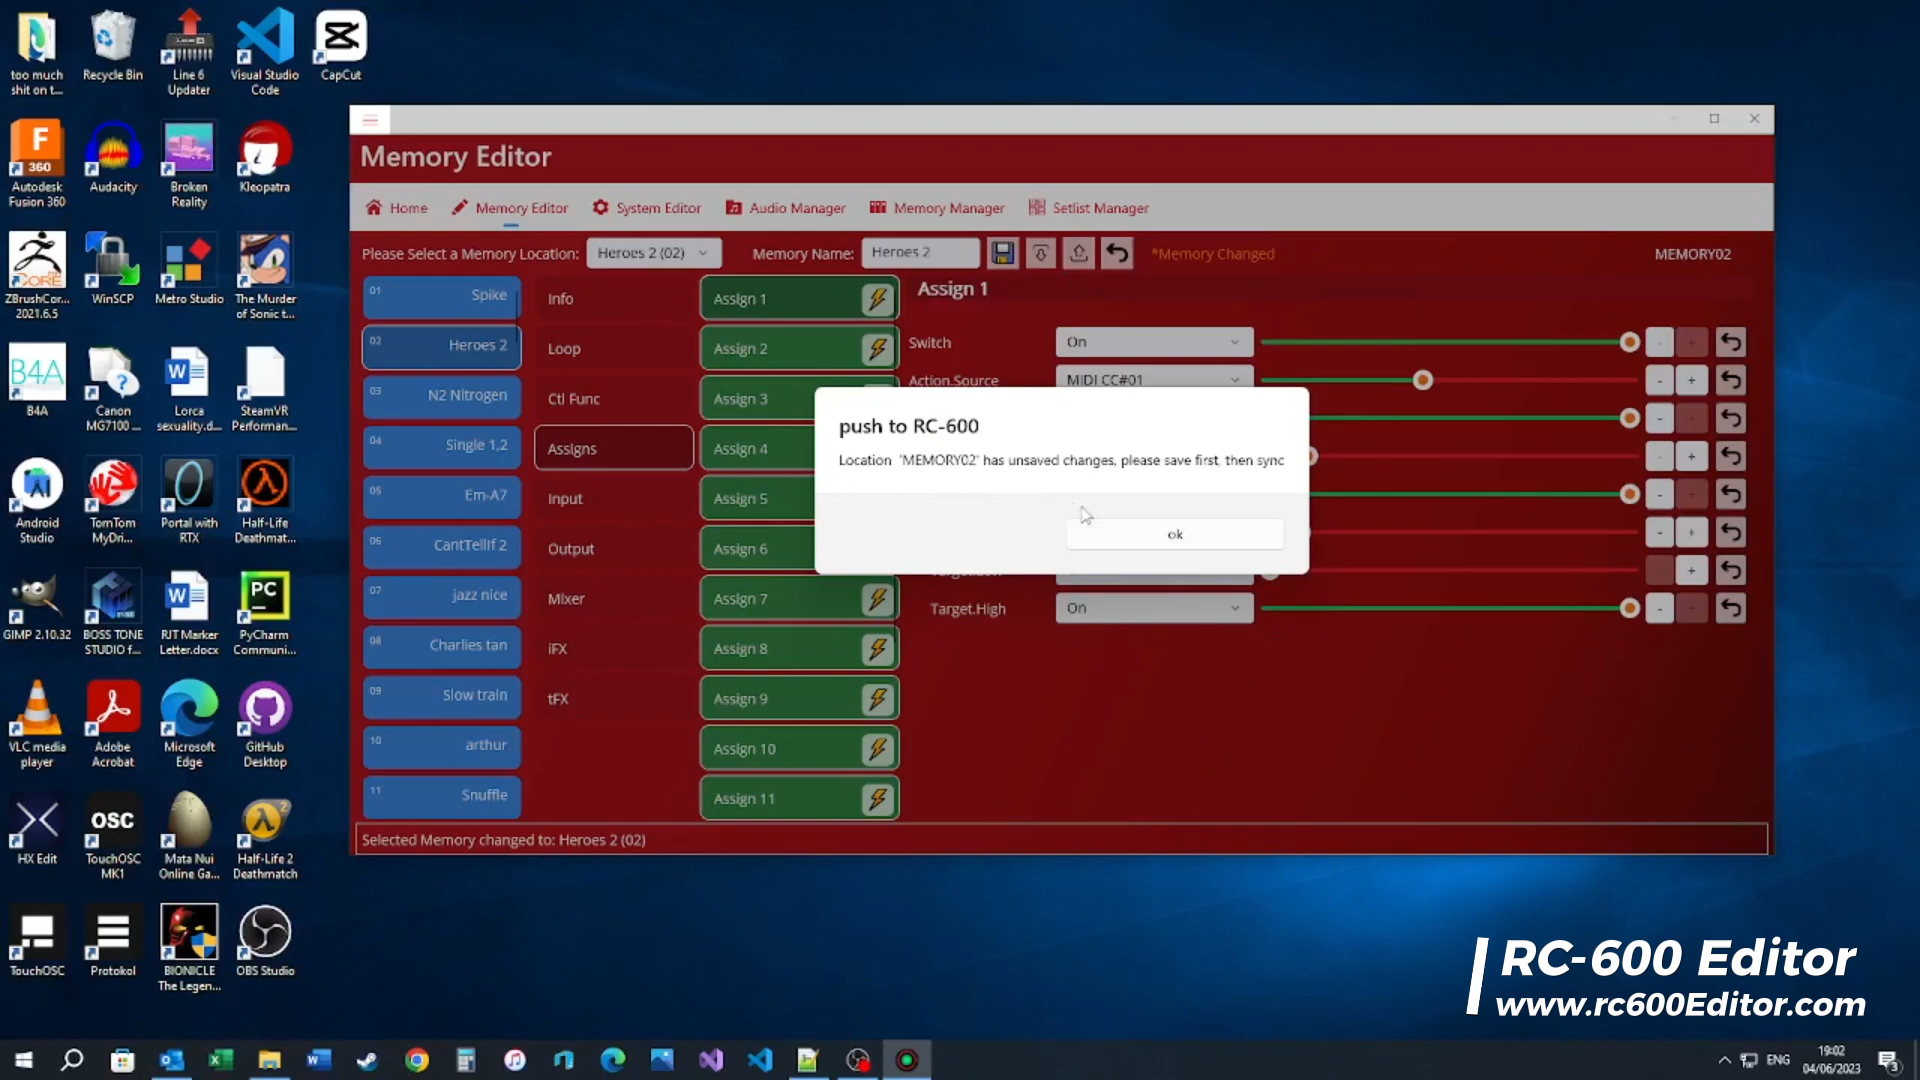 too much
shit on t...
Recycle Bin
Line 6
Updater
Visual Studio
Code
CapCut
Autodesk
Fusion 360
Audacity
Broken
Reality
Kleopatra
ZBrushCor...
2021.6.5
WinSCP
Metro Studio
The Murder
of Sonic t...
B4A
B4A
Canon
MG7100 ...
Lorca
sexuality.d...
SteamVR
Performan...
Android
Studio
TomTom
MyDri...
Portal with
RTX
Half-Life
Deathmat...
GIMP 2.10.32
BOSS TONE
STUDIO f...
RJT Marker
Letter.docx
PyCharm
Communi...
VLC media
player
Adobe
Acrobat
Microsoft
Edge
GitHub
Desktop
HX Edit
OSC
TouchOSC
MK1
Mata Nui
Online Ga...
Half-Life 2
Deathmatch
TouchOSC
Protokol
BIONICLE
The Legen...
OBS Studio
Memory Editor
Home
Memory Editor
System Editor
Audio Manager
Memory Manager
Setlist Manager
Please Select a Memory Location:
Heroes 2 (02)
Memory Name:
Heroes 2
*Memory Changed
MEMORY02
01 Spike
02 Heroes 2
03 N2 Nitrogen
04 Single 1,2
05 Em-A7
06 CantTellIf 2
07 jazz nice
08 Charlies tan
09 Slow train
10 arthur
11 Snuffle
Info
Loop
Ctl Func
Assigns
Input
Output
Mixer
iFX
tFX
Assign 1
Assign 2
Assign 3
Assign 4
Assign 5
Assign 6
Assign 7
Assign 8
Assign 9
Assign 10
Assign 11
Assign 1
Switch
On
Action.Source
MIDI CC#01
push to RC-600
Location 'MEMORY02' has unsaved changes, please save first, then sync
ok
Target.High
On
Selected Memory changed to: Heroes 2 (02)
RC-600 Editor
www.rc600Editor.com
ENG
19:02
04/06/2023
3